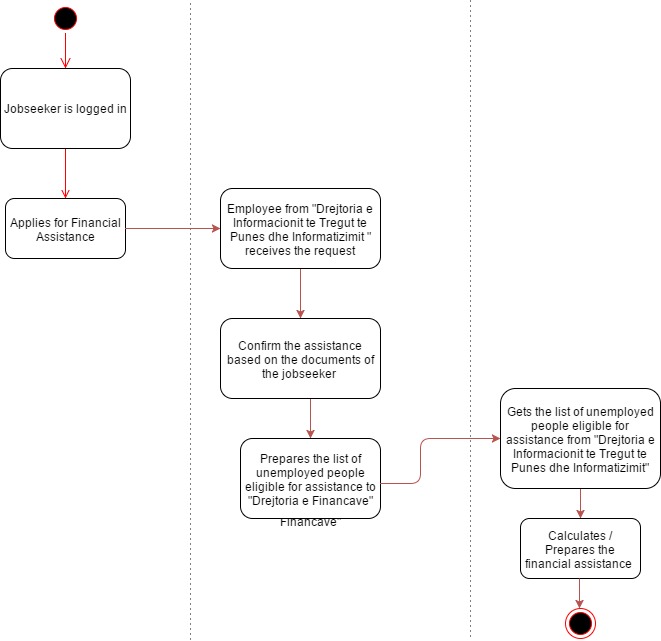 Jobseeker is logged in
Applies for Financial
Assistance
Employee from "Drejtoria e
Informacionit te Tregut te
Punes dhe Informatizimit "
receives the request
Confirm the assistance
based on the documents of
the jobseeker
Prepares the list of
unemployed people
eligible for assistance to
"Drejtoria e Financave"
Financave"
Gets the list of unemployed
people eligible for
assistance from "Drejtoria e
Informacionit te Tregut te
Punes dhe Informatizimit"
Calculates /
Prepares the
financial assistance